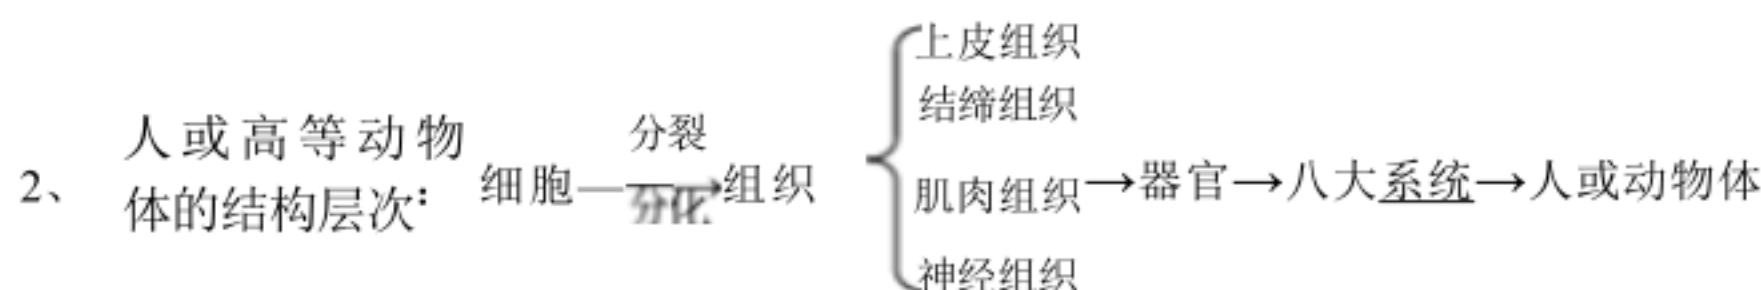 上皮组织
结缔组织
人或高等动物 分裂
2、体的结构层次: 细胞—→组织 肌肉组织→器官→八大系统→人或动物体
分化
神经组织